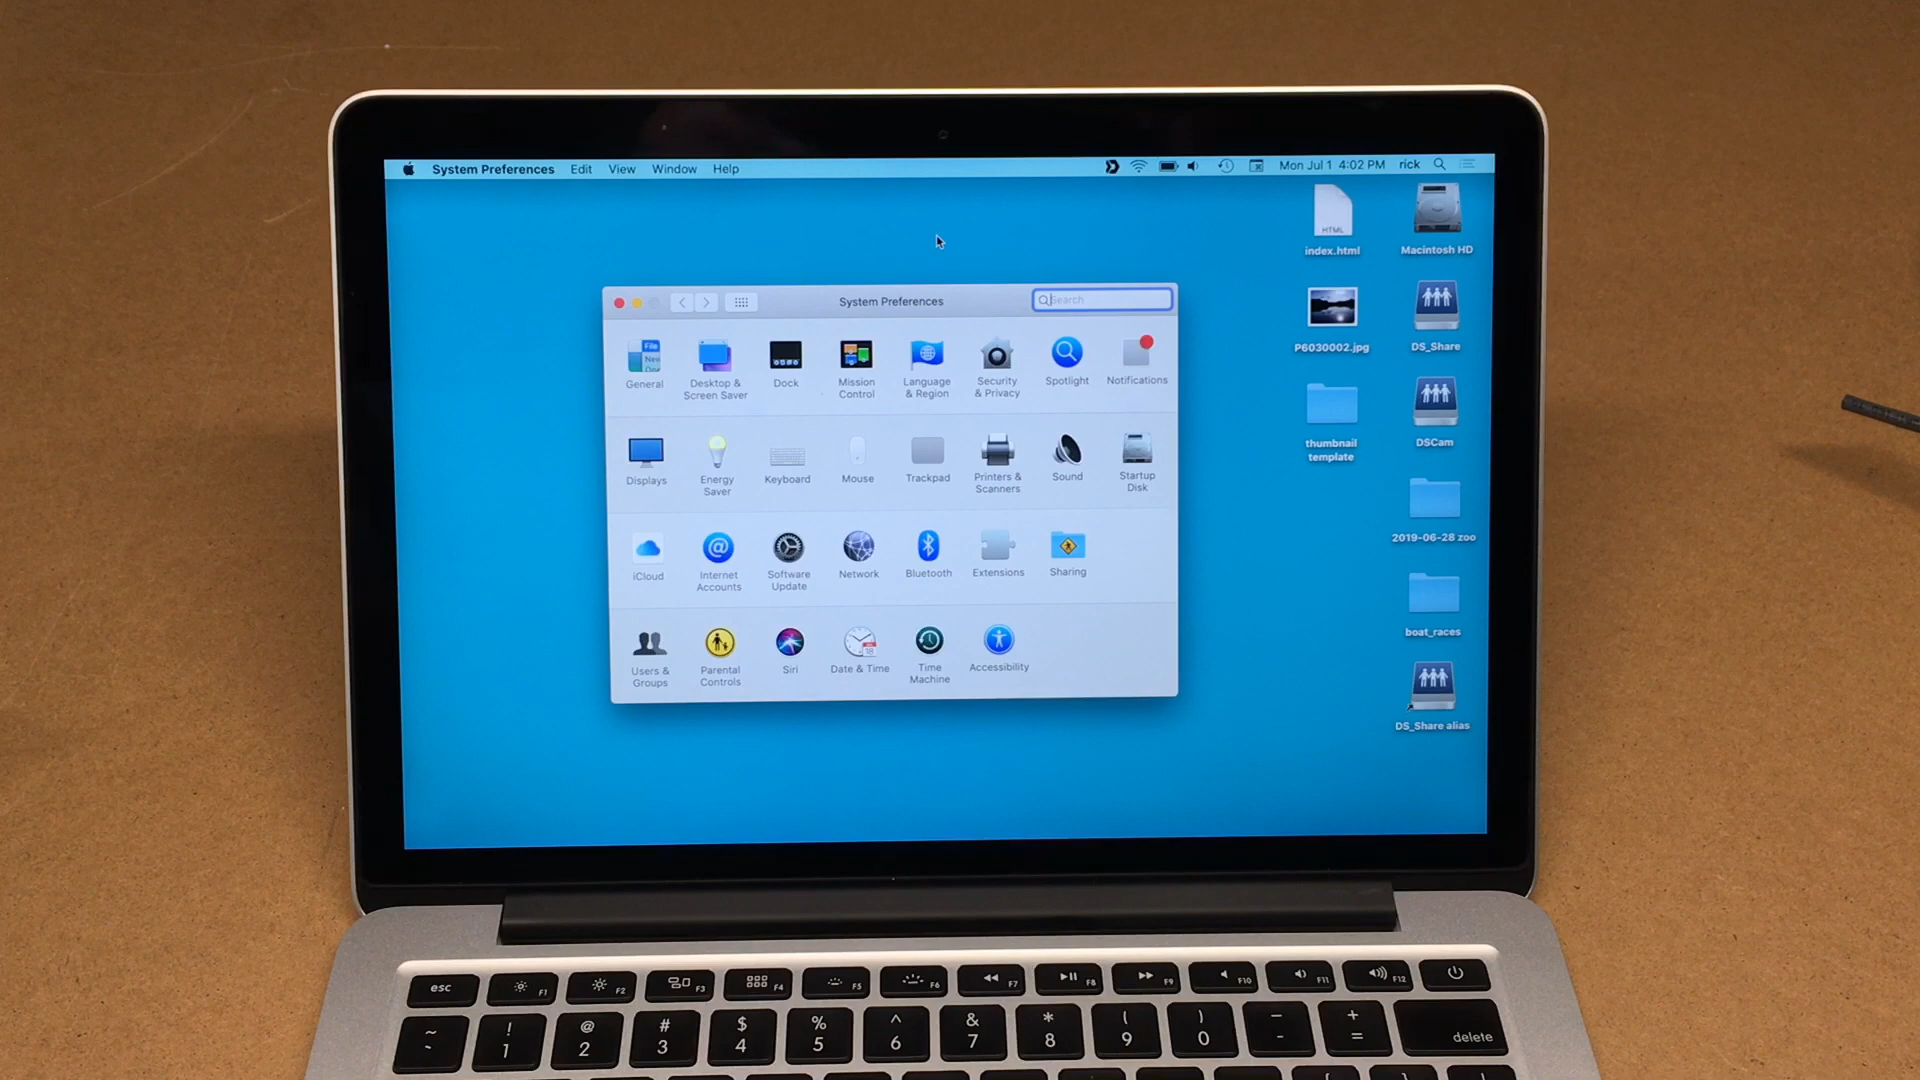 System Preferences Edit View Window Help
Mon Jul 1 4:02 PM rick
HTML
index.html
Macintosh HD
P6030002.jpg
DS_Share
thumbnail
template
DSCam
2019-06-28 zoo
boat_races
DS_Share alias
System Preferences
Search
File
New
General
Desktop &
Screen Saver
Dock
Mission
Control
Language
& Region
Security
& Privacy
Spotlight
Notifications
Displays
Energy
Saver
Keyboard
Mouse
Trackpad
Printers &
Scanners
Sound
Startup
Disk
iCloud
@
Internet
Accounts
Software
Update
Network
Bluetooth
Extensions
Sharing
Users &
Groups
Parental
Controls
Siri
18
Date & Time
Time
Machine
Accessibility
esc F1 F2 F3 F4 F5 F6 F7 F8 F9 F10 F11 F12
~ ! @ # $ % ^ & * ( ) – +
` 1 2 3 4 5 6 7 8 9 0 - = delete